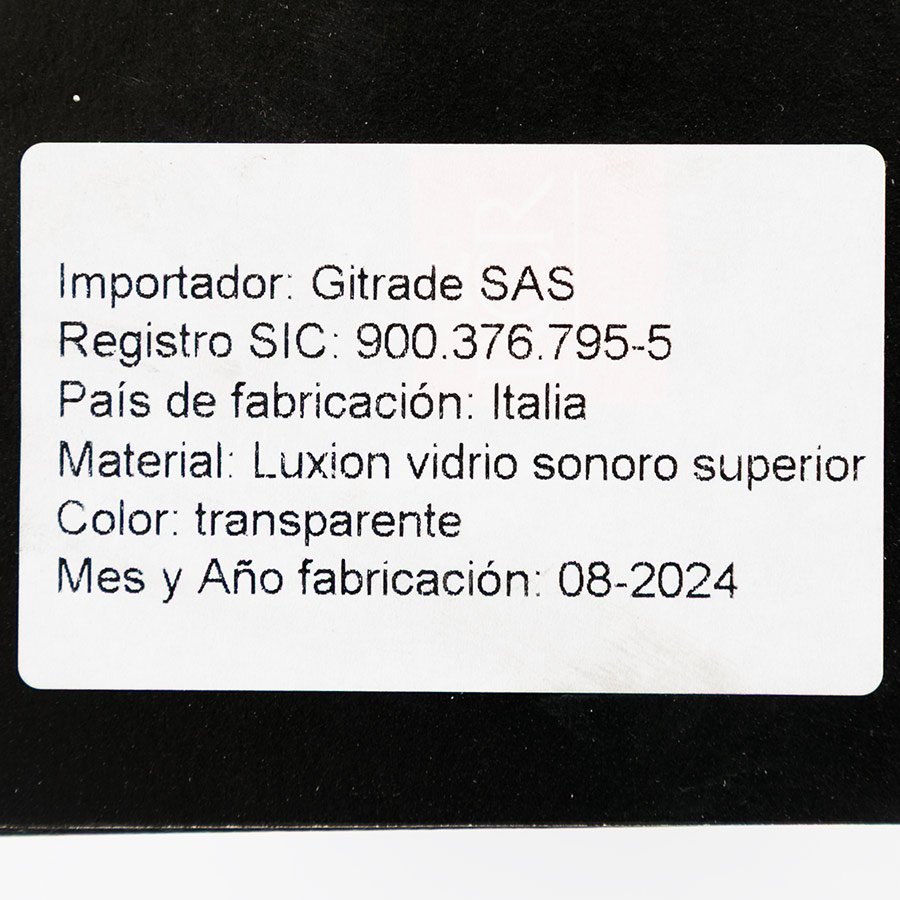 Importador: Gitrade SAS
Registro SIC: 900.376.795-5
País de fabricación: Italia
Material: Luxion vidrio sonoro superior
Color: transparente
Mes y Año fabricación: 08-2024